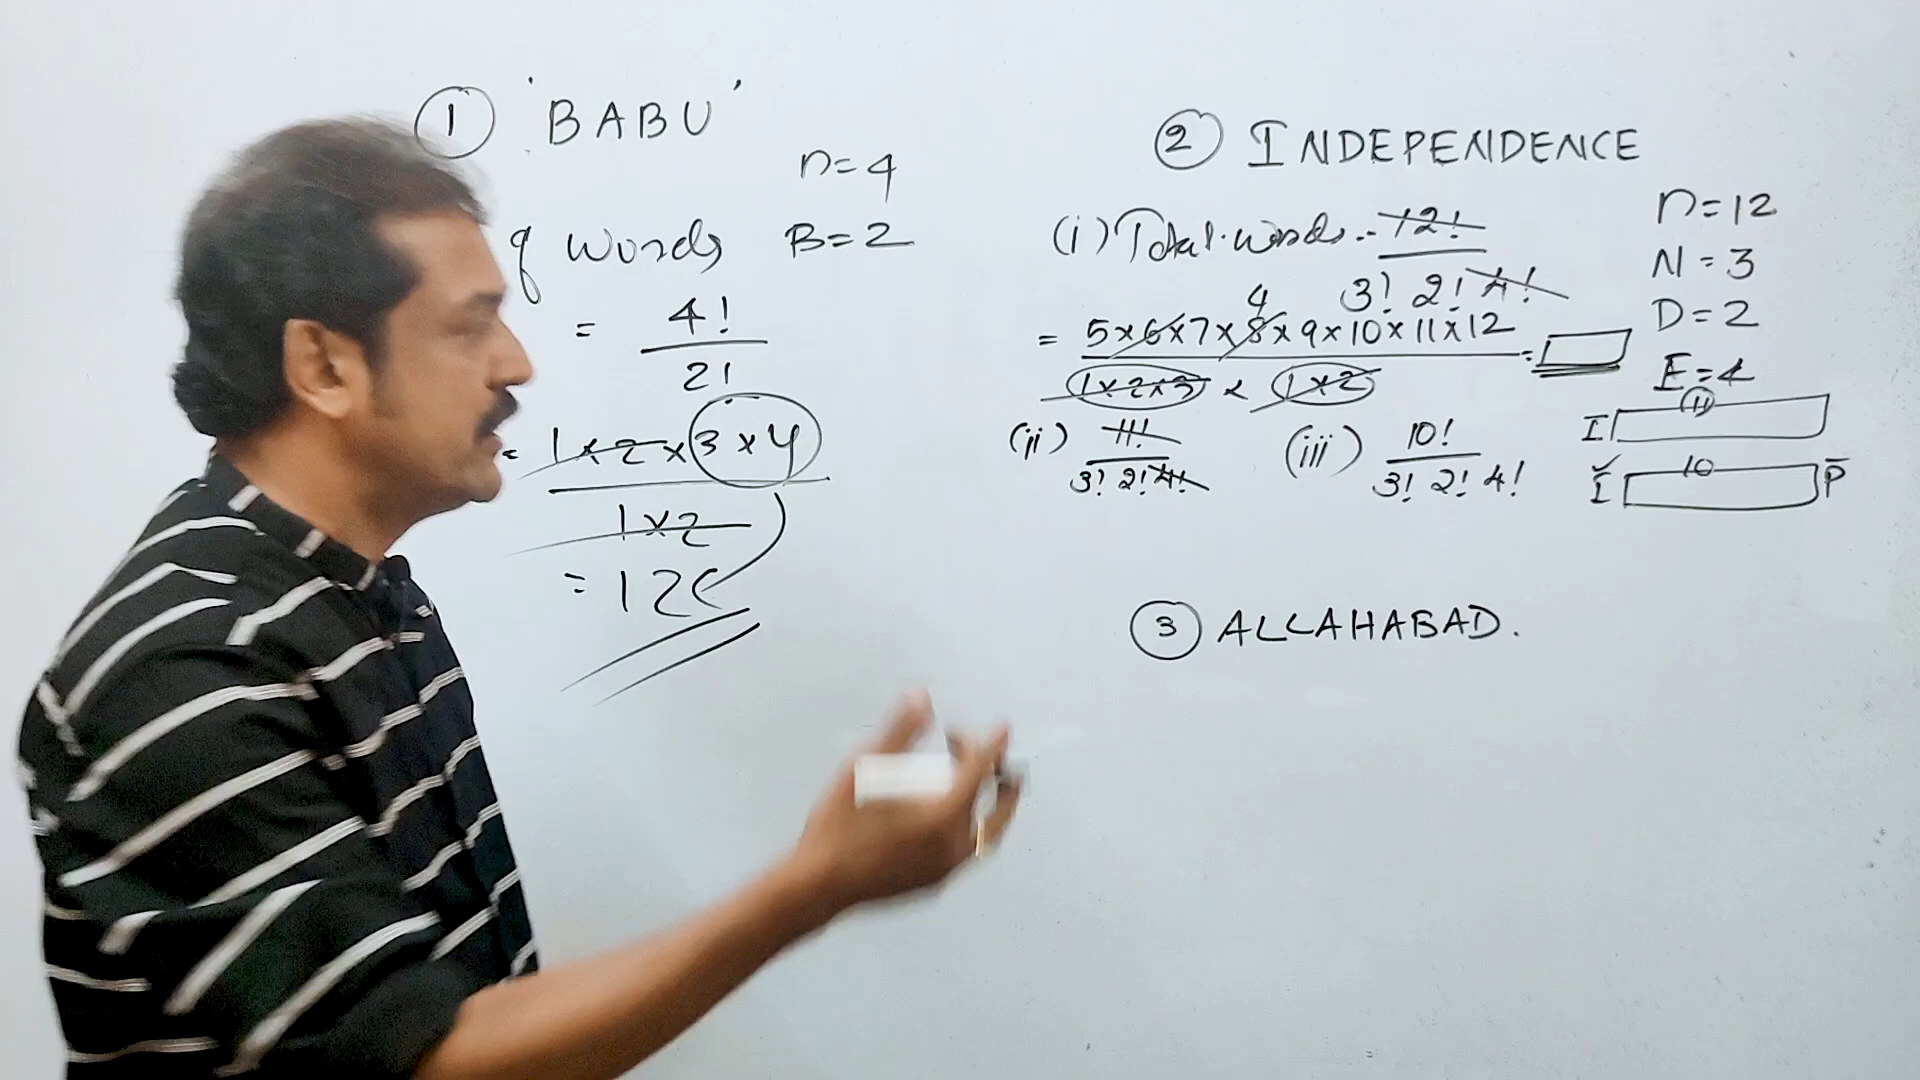 ① 'BABU'
n=4
of words B=2
= 4!
2!
= 1×2×3×4
1×2
= 12
② INDEPENDENCE
n=12
N=3
D=2
E=4
(i) Total words = 12!
3! 2! 4!
4
= 5×6×7×8×9×10×11×12 =
1×2×3 × 1×2
(ii) 11!
3! 2! 4!
(iii) 10!
3! 2! 4!
I 11
I 10 P
③ ALLAHABAD.